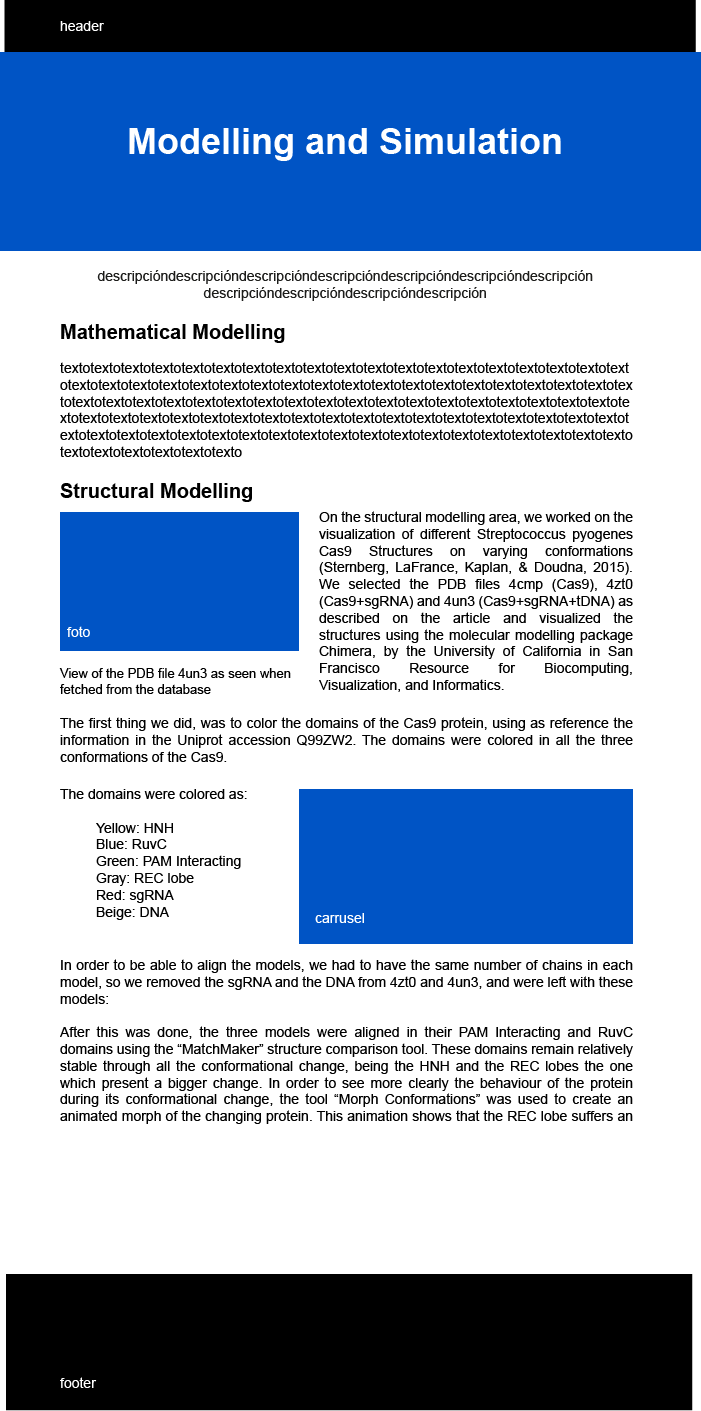 header
Modelling and Simulation
descripcióndescripcióndescripcióndescripcióndescripcióndescripcióndescripción
descripcióndescripcióndescripcióndescripción
Mathematical Modelling
textotextotextotextotextotextotextotextotextotextotextotextotextotextotextotextotextotextotext
otextotextotextotextotextotextotextotextotextotextotextotextotextotextotextotextotextotextotex
totextotextotextotextotextotextotextotextotextotextotextotextotextotextotextotextotextotextote
xtotextotextotextotextotextotextotextotextotextotextotextotextotextotextotextotextotextotextot
extotextotextotextotextotextotextotextotextotextotextotextotextotextotextotextotextotextotexto
textotextotextotextotextotexto
Structural Modelling
On the structural modelling area, we worked on the
visualization of different Streptococcus pyogenes
Cas9 Structures on varying conformations
(Sternberg, LaFrance, Kaplan, & Doudna, 2015).
We selected the PDB files 4cmp (Cas9), 4zt0
(Cas9+sgRNA) and 4un3 (Cas9+sgRNA+tDNA) as
described on the article and visualized the
structures using the molecular modelling package
Chimera, by the University of California in San
Francisco Resource for Biocomputing,
Visualization, and Informatics.
foto
View of the PDB file 4un3 as seen when
fetched from the database
The first thing we did, was to color the domains of the Cas9 protein, using as reference the
information in the Uniprot accession Q99ZW2. The domains were colored in all the three
conformations of the Cas9.
The domains were colored as:
Yellow: HNH
Blue: RuvC
Green: PAM Interacting
Gray: REC lobe
Red: sgRNA
Beige: DNA
carrusel
In order to be able to align the models, we had to have the same number of chains in each
model, so we removed the sgRNA and the DNA from 4zt0 and 4un3, and were left with these
models:
After this was done, the three models were aligned in their PAM Interacting and RuvC
domains using the “MatchMaker” structure comparison tool. These domains remain relatively
stable through all the conformational change, being the HNH and the REC lobes the one
which present a bigger change. In order to see more clearly the behaviour of the protein
during its conformational change, the tool “Morph Conformations” was used to create an
animated morph of the changing protein. This animation shows that the REC lobe suffers an
footer